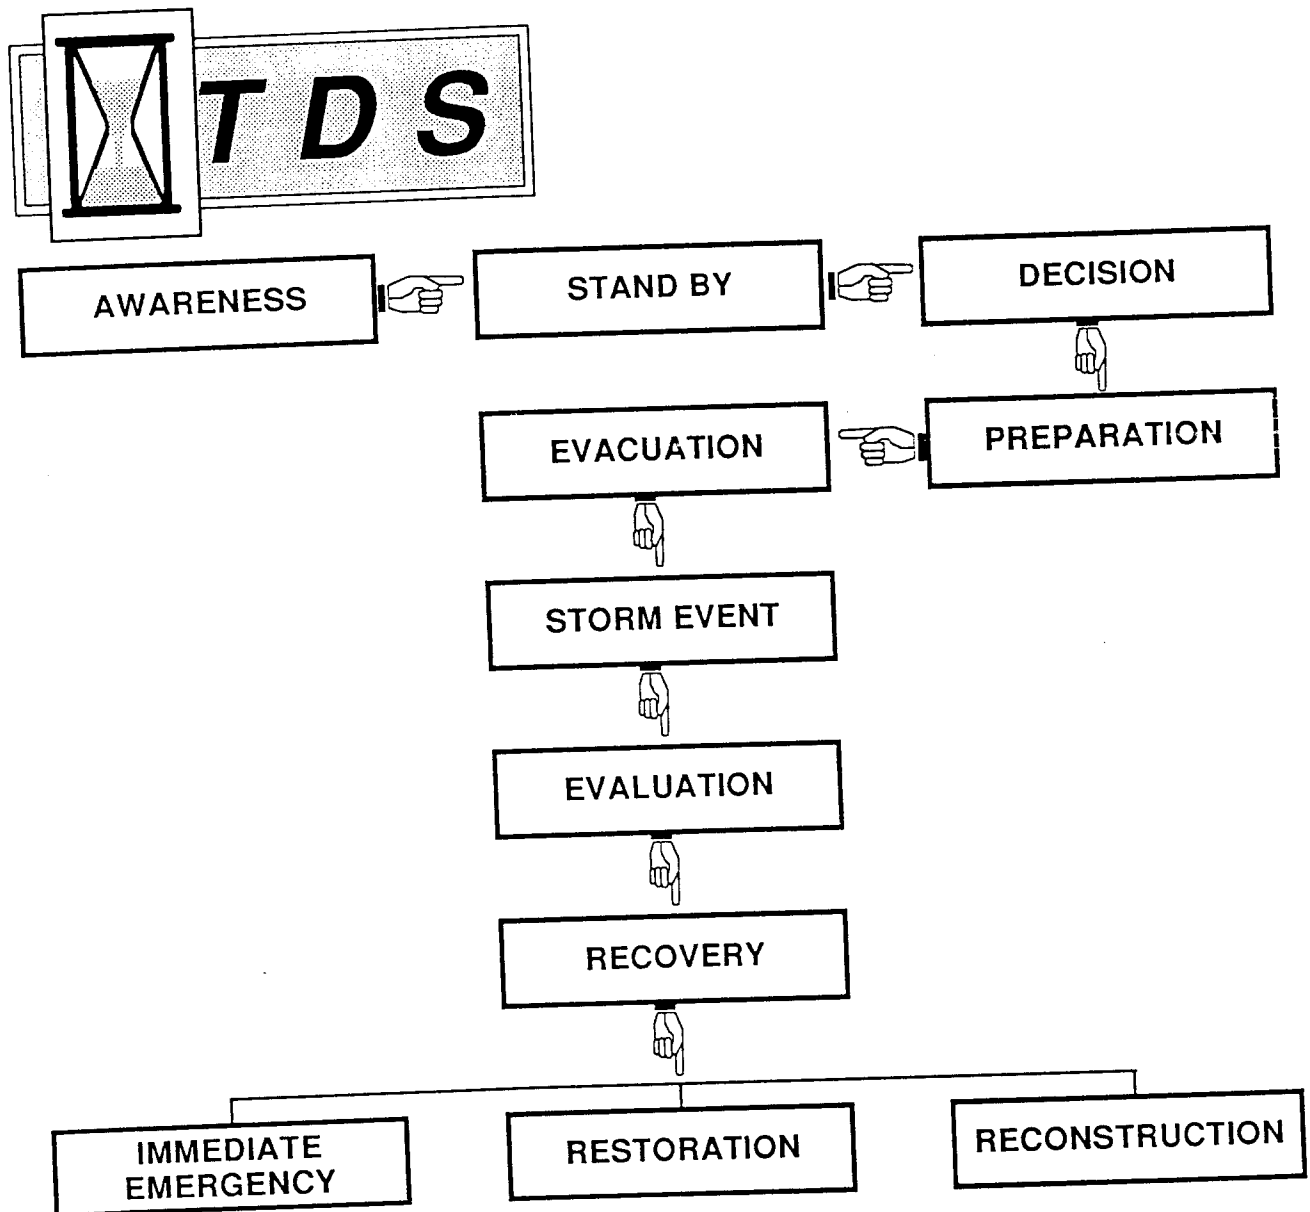 TDS
AWARENESS
STAND BY
DECISION
PREPARATION
EVACUATION
STORM EVENT
EVALUATION
RECOVERY
IMMEDIATE
EMERGENCY
RESTORATION
RECONSTRUCTION